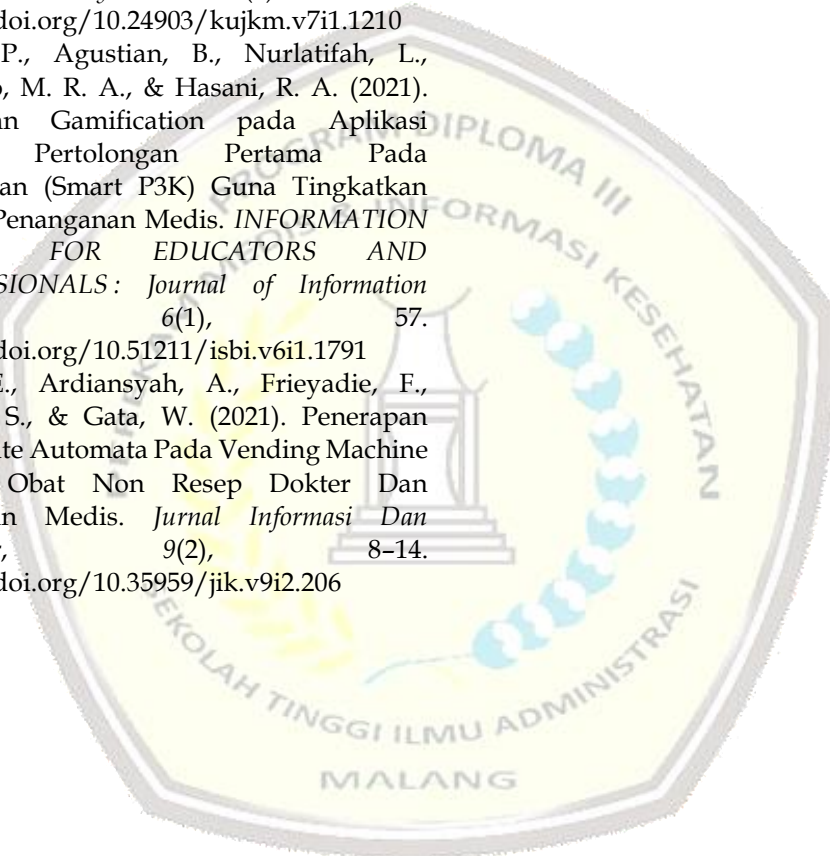 doi.org/10.24903/kujkm.v7i1.1210
P., Agustian, B., Nurlatifah, L.,
, M. R. A., & Hasani, R. A. (2021).
an Gamification pada Aplikasi
Pertolongan Pertama Pada
an (Smart P3K) Guna Tingkatkan
Penanganan Medis. INFORMATION
FOR EDUCATORS AND
SIONALS : Journal of Information
6(1), 57.
doi.org/10.51211/isbi.v6i1.1791
E., Ardiansyah, A., Frieyadie, F.,
S., & Gata, W. (2021). Penerapan
te Automata Pada Vending Machine
Obat Non Resep Dokter Dan
n Medis. Jurnal Informasi Dan
, 9(2), 8–14.
doi.org/10.35959/jik.v9i2.206
PROGRAM DIPLOMA III
PEREKAM MEDIS & INFORMASI KESEHATAN
SEKOLAH TINGGI ILMU ADMINISTRASI
MALANG